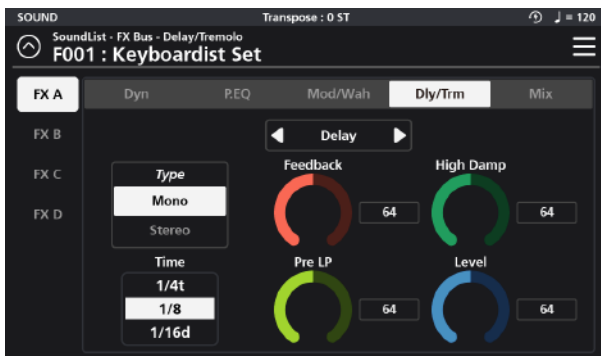 SOUND Transpose : 0 ST ♩ = 120
SoundList - FX Bus - Delay/Tremolo
F001 : Keyboardist Set
FX A Dyn P.EQ Mod/Wah Dly/Trm Mix
FX B Delay
FX C
FX D
Type
Mono
Stereo
Feedback
64
High Damp
64
Time
1/4t
1/8
1/16d
Pre LP
64
Level
64